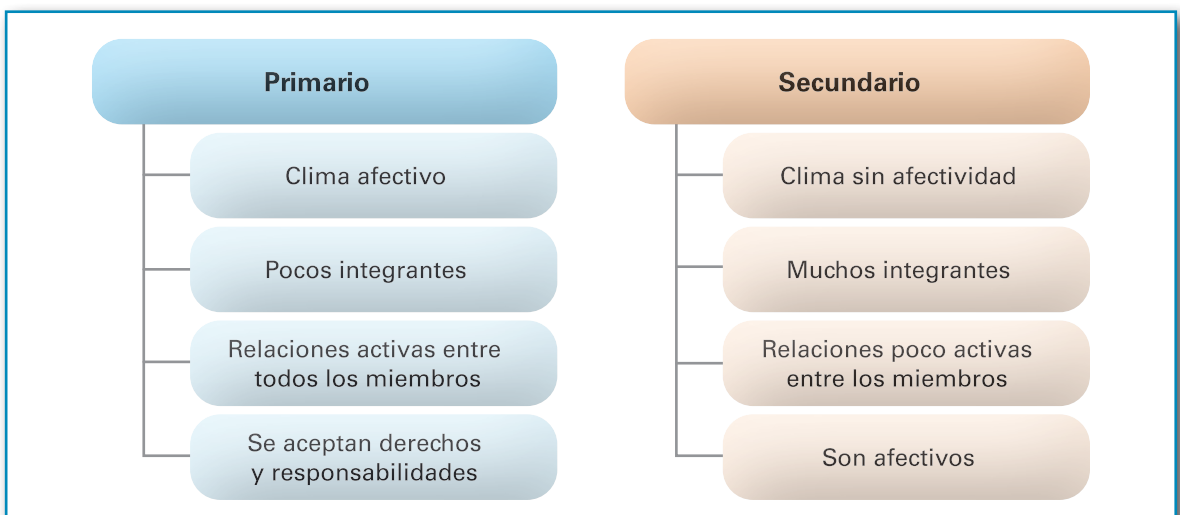 Primario
Clima afectivo
Pocos integrantes
Relaciones activas entre
todos los miembros
Se aceptan derechos
y responsabilidades
Secundario
Clima sin afectividad
Muchos integrantes
Relaciones poco activas
entre los miembros
Son afectivos